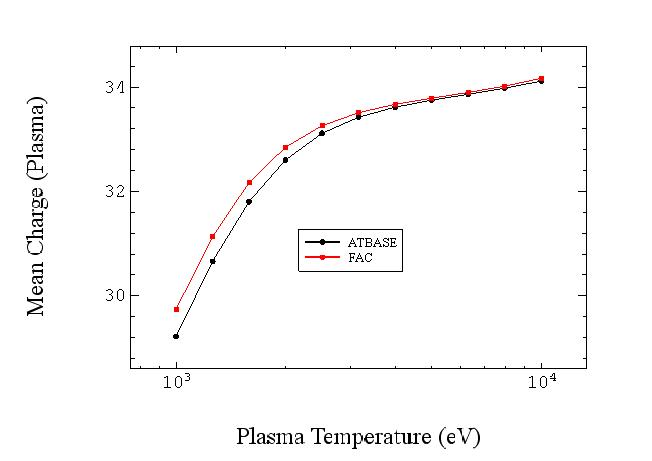 Mean Charge (Plasma)
34
32
30
ATBASE
FAC
10³
10⁴
Plasma Temperature (eV)